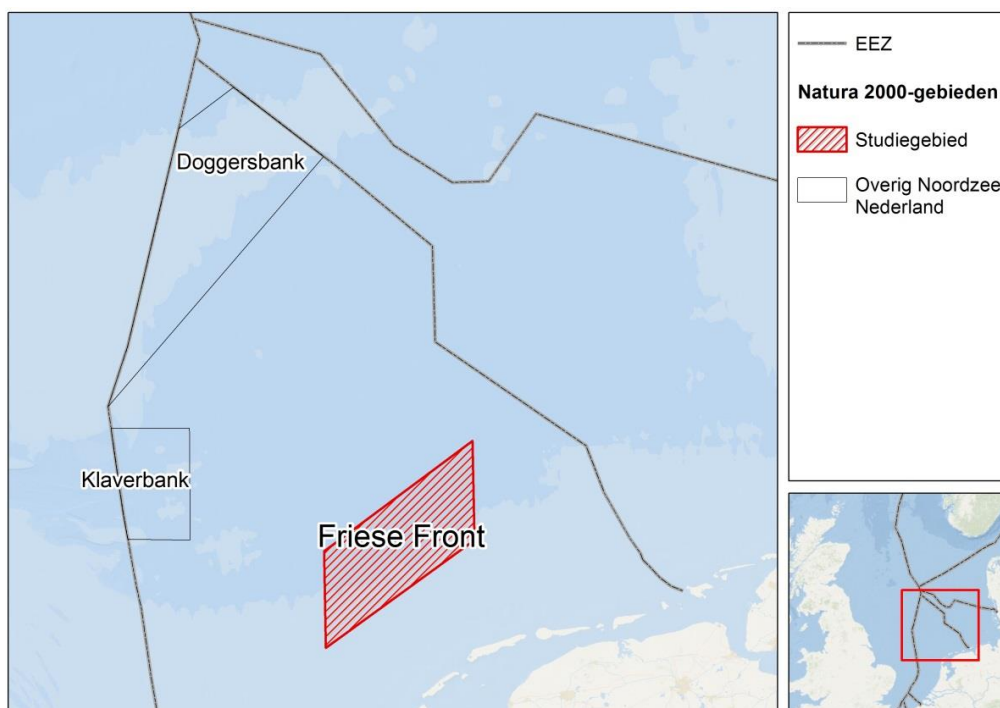 Doggersbank
Klaverbank
Friese Front
EEZ
Natura 2000-gebieden
Studiegebied
Overig Noordzee
Nederland